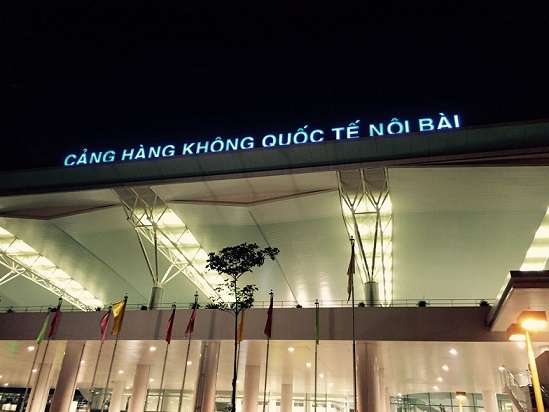 CẢNG HÀNG KHÔNG QUỐC TẾ NỘI BÀI